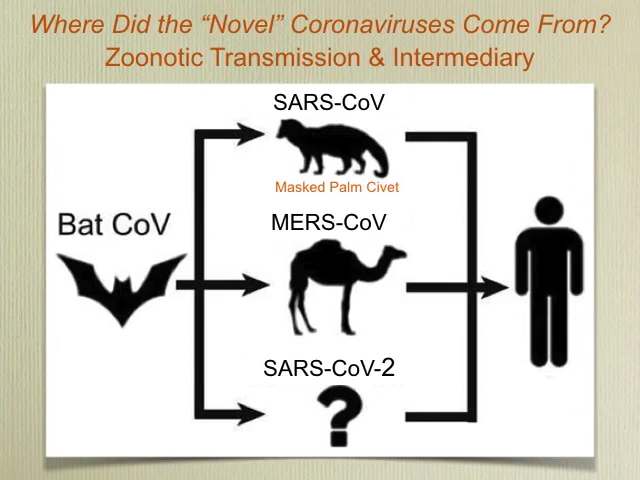 Where Did the “Novel” Coronaviruses Come From?
Zoonotic Transmission & Intermediary
SARS-CoV
Masked Palm Civet
Bat CoV
MERS-CoV
SARS-CoV-2
?